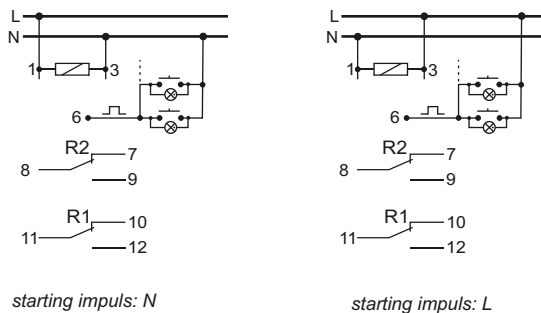 L
N
1 3
6
R2
7
8
9
R1
10
11
12
starting impuls: N
L
N
1 3
6
R2
7
8
9
R1
10
11
12
starting impuls: L